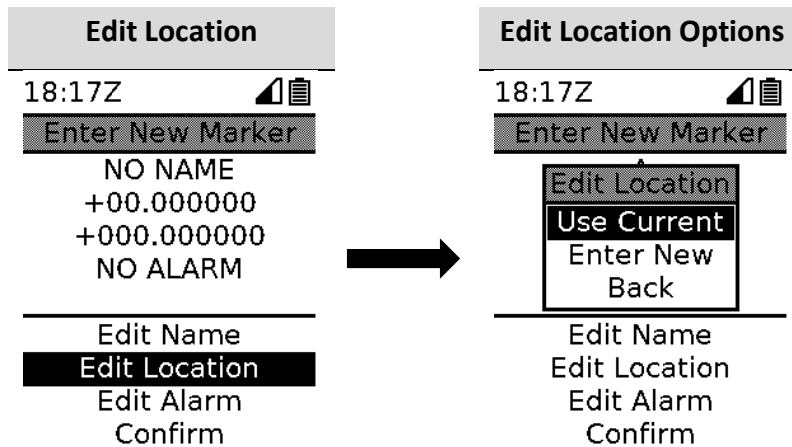 Edit Location
18:17Z
Enter New Marker
NO NAME
+00.000000
+000.000000
NO ALARM
Edit Name
Edit Location
Edit Alarm
Confirm
Edit Location Options
18:17Z
Enter New Marker
Edit Location
Use Current
Enter New
Back
Edit Name
Edit Location
Edit Alarm
Confirm